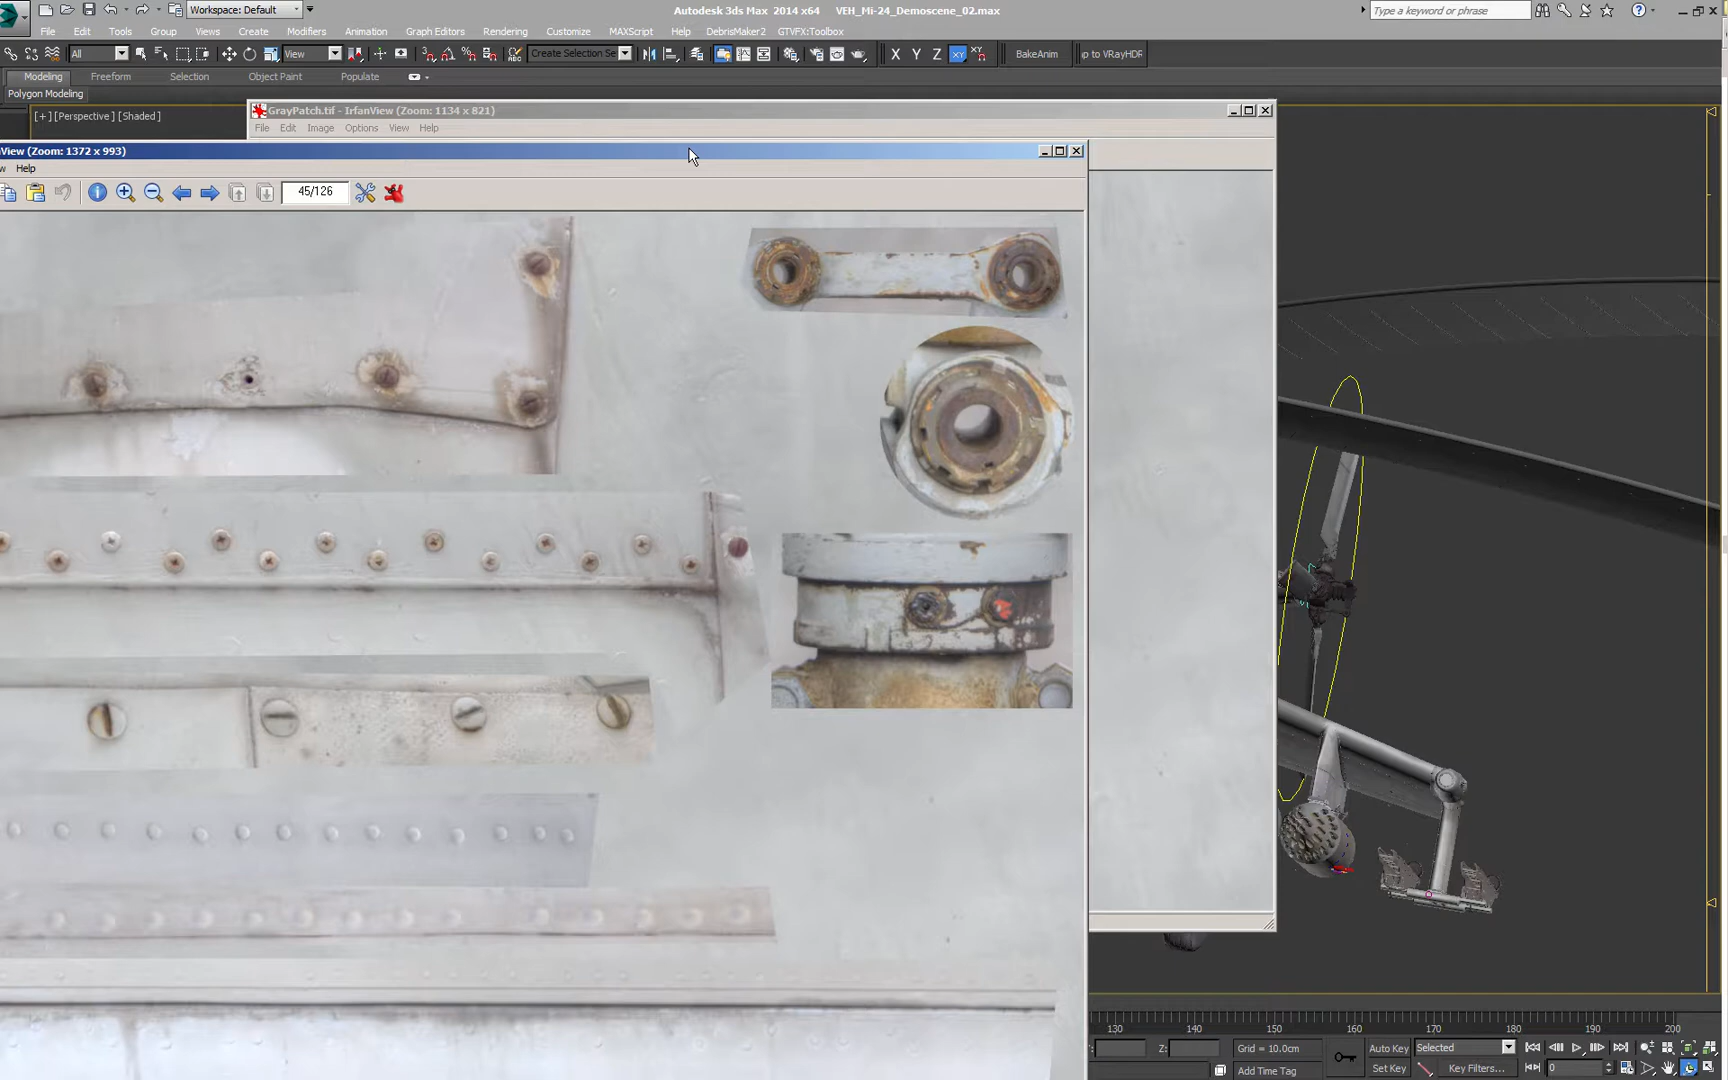 Workspace: Default
Autodesk 3ds Max 2014 x64 VEH_Mi-24_Demoscene_02.max
Type a keyword or phrase
File Edit Tools Group Views Create Modifiers Animation Graph Editors Rendering Customize MAXScript Help DebrisMaker2 GTVFX:Toolbox
All View Create Selection Se X Y Z XY BakeAnim p to VRayHDR
Modeling Freeform Selection Object Paint Populate
Polygon Modeling
[+] [Perspective] [Shaded]
GrayPatch.tif - IrfanView (Zoom: 1134 x 821)
File Edit Image Options View Help
View (Zoom: 1372 x 993)
w Help
45/126
130 140 150 160 170 180 190 200
Z: Grid = 10.0cm Auto Key Selected
Add Time Tag Set Key Key Filters... 0